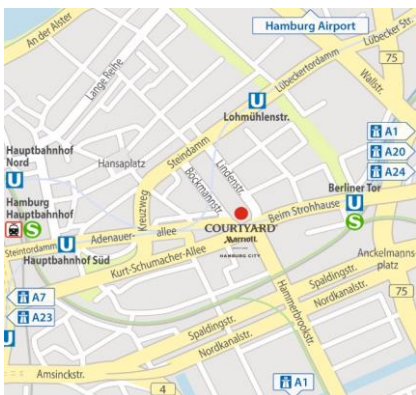 An der Alster
Hamburg Airport
Lübecker Str.
75
Wallstr.
Lübeckertordamm
Lange Reihe
U
Lohmühlenstr.
A1
A20
A24
Steindamm
Hauptbahnhof
Nord
U
Hansaplatz
Böckmannstr.
Lindenstr.
Kreuzweg
Berliner Tor
U
S
Hamburg
Hauptbahnhof
S
Beim Strohhause
COURTYARD
Marriott
HAMBURG CITY
Steintordamm
U
Adenauer-
allee
Hauptbahnhof Süd
Kurt-Schumacher-Allee
Anckelmanns-
platz
A7
A23
U
Spaldingstr.
Nordkanalstr.
75
Hammerbrookstr.
Spaldingstr.
Nordkanalstr.
Amsinckstr.
4
A1